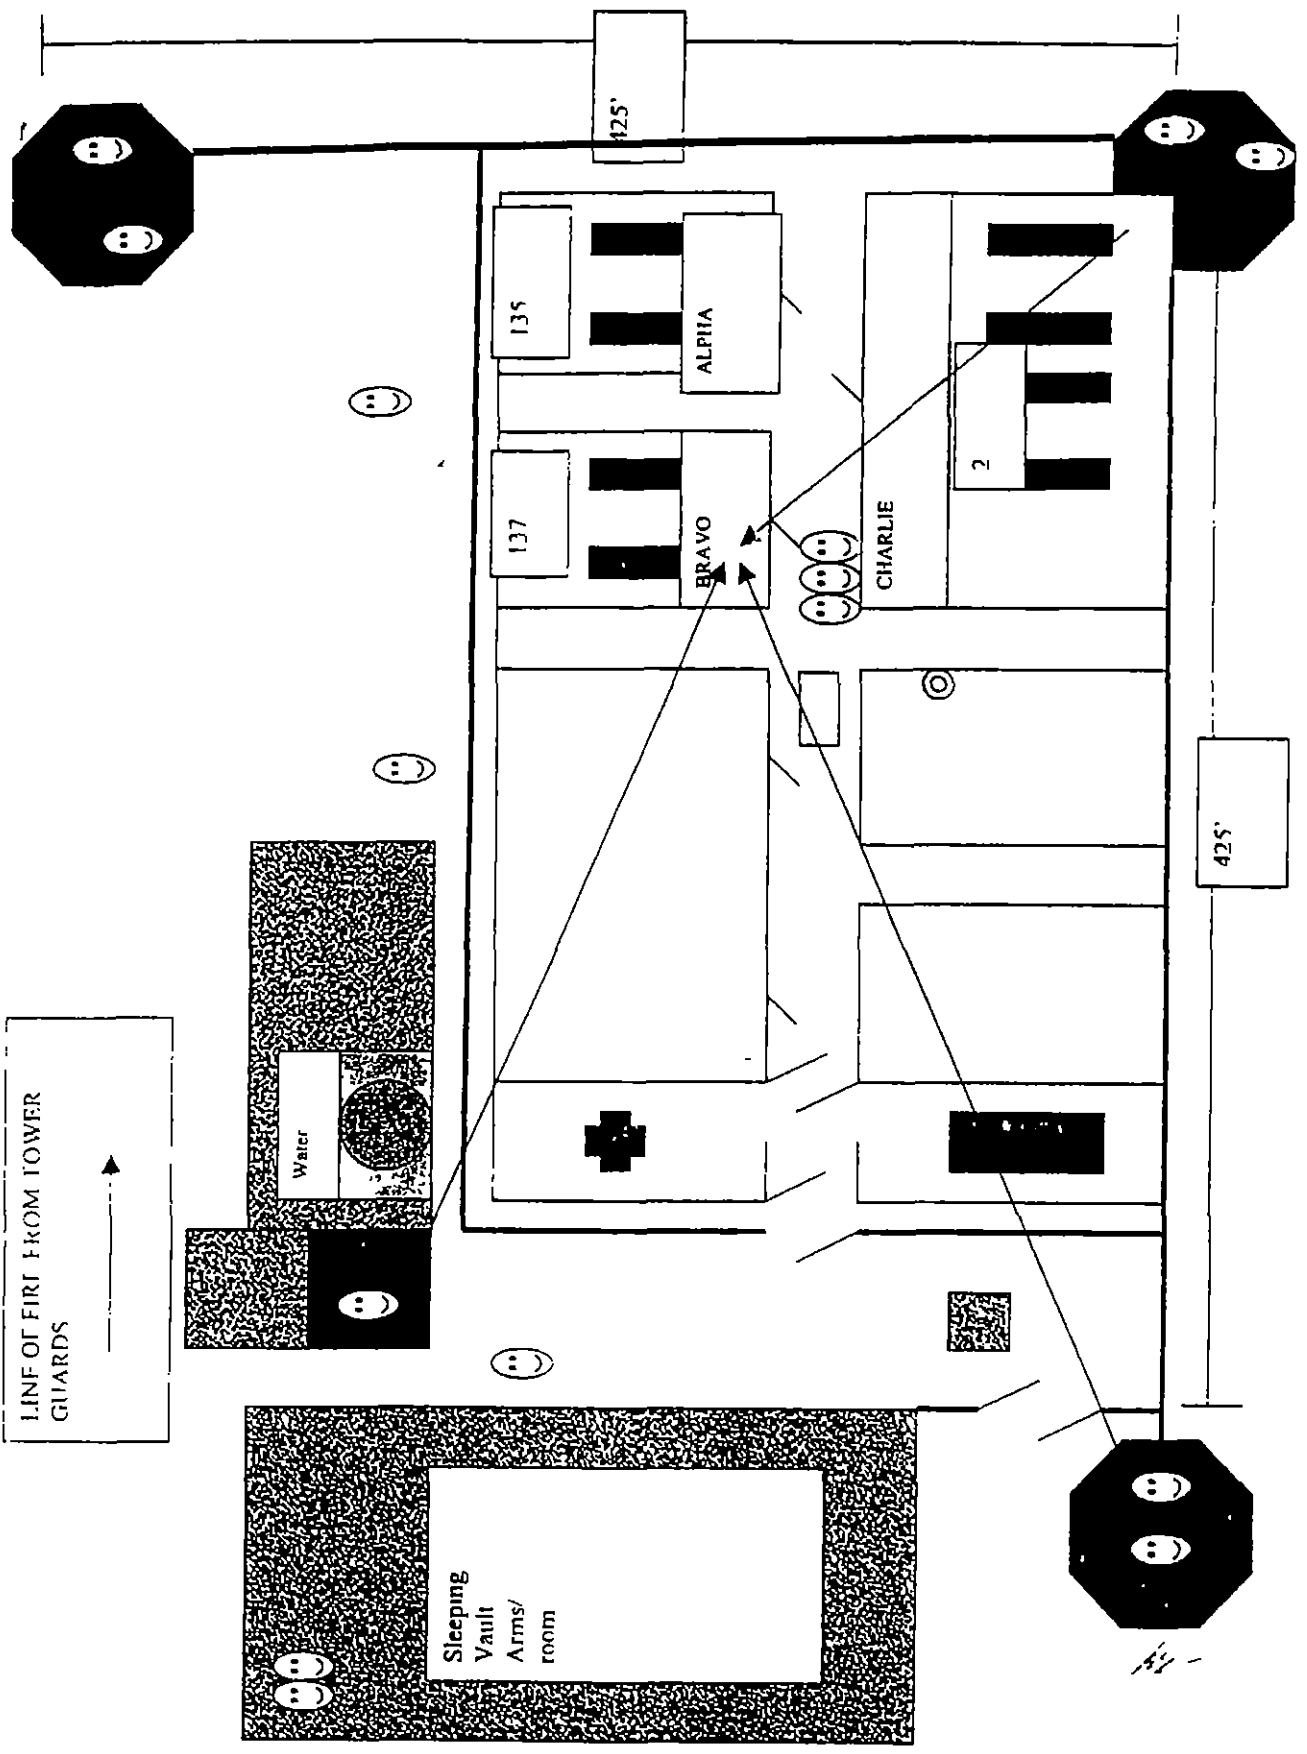 LINE OF FIRE FROM TOWER
GUARDS
Water
Sleeping
Vault
Arms/
room
137
135
BRAVO
ALPHA
CHARLIE
2
425'
425'